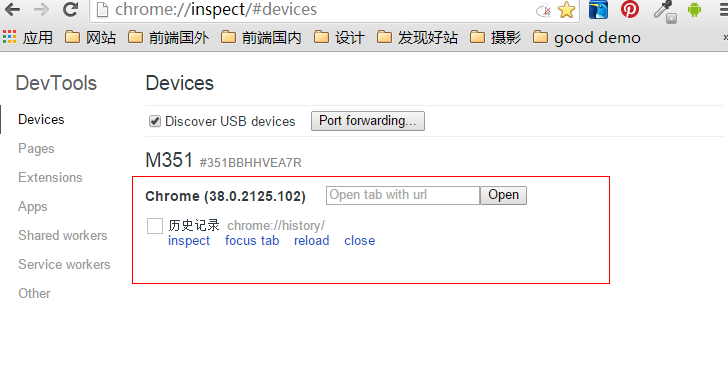 chrome://inspect/#devices
应用 网站 前端国外 前端国内 设计 发现好站 摄影 good demo »
DevTools
Devices
Pages
Extensions
Apps
Shared workers
Service workers
Other
Devices
Discover USB devices Port forwarding...
M351 #351BBHHVEA7R
Chrome (38.0.2125.102) Open tab with url Open
历史记录 chrome://history/
inspect focus tab reload close